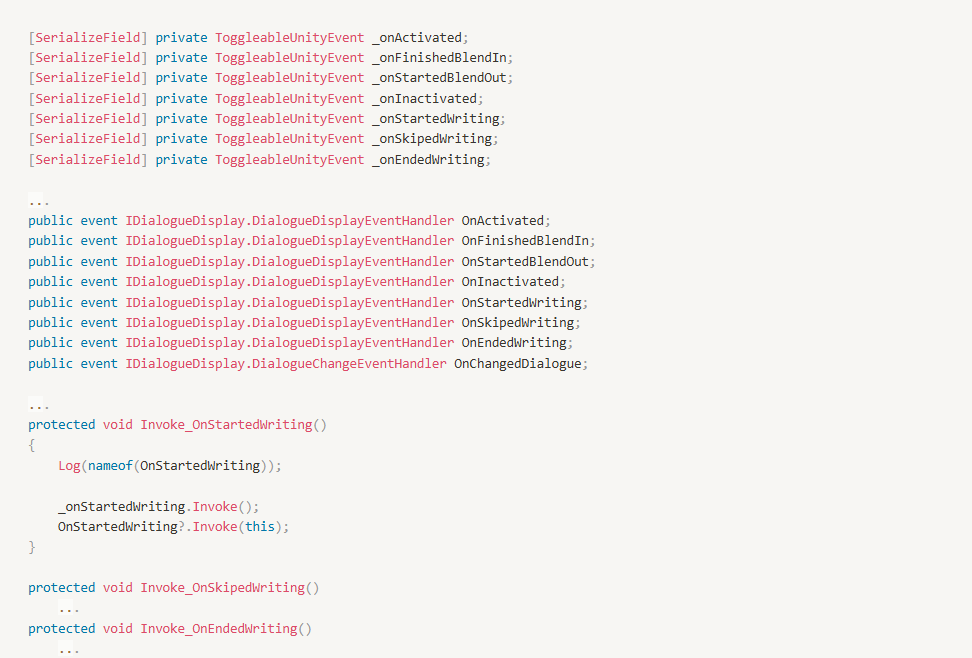 [SerializeField] private ToggleableUnityEvent _onActivated;
[SerializeField] private ToggleableUnityEvent _onFinishedBlendIn;
[SerializeField] private ToggleableUnityEvent _onStartedBlendOut;
[SerializeField] private ToggleableUnityEvent _onInactivated;
[SerializeField] private ToggleableUnityEvent _onStartedWriting;
[SerializeField] private ToggleableUnityEvent _onSkipedWriting;
[SerializeField] private ToggleableUnityEvent _onEndedWriting;

...
public event IDialogueDisplay.DialogueDisplayEventHandler OnActivated;
public event IDialogueDisplay.DialogueDisplayEventHandler OnFinishedBlendIn;
public event IDialogueDisplay.DialogueDisplayEventHandler OnStartedBlendOut;
public event IDialogueDisplay.DialogueDisplayEventHandler OnInactivated;
public event IDialogueDisplay.DialogueDisplayEventHandler OnStartedWriting;
public event IDialogueDisplay.DialogueDisplayEventHandler OnSkipedWriting;
public event IDialogueDisplay.DialogueDisplayEventHandler OnEndedWriting;
public event IDialogueDisplay.DialogueChangeEventHandler OnChangedDialogue;

...
protected void Invoke_OnStartedWriting()
{
    Log(nameof(OnStartedWriting));

    _onStartedWriting.Invoke();
    OnStartedWriting?.Invoke(this);
}

protected void Invoke_OnSkipedWriting()
    ...
protected void Invoke_OnEndedWriting()
    ...